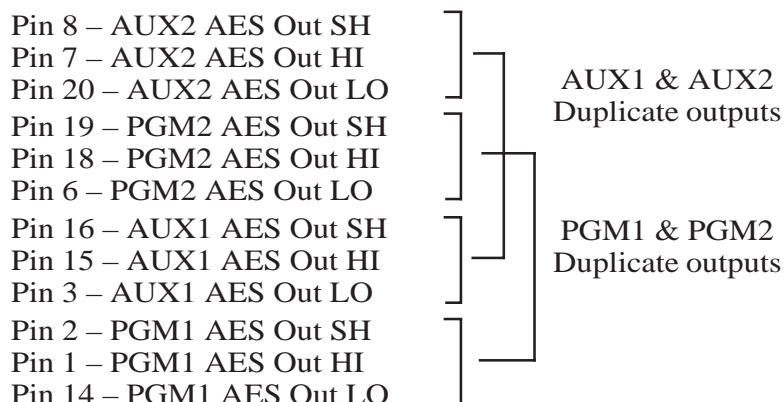 Pin 8 – AUX2 AES Out SH
Pin 7 – AUX2 AES Out HI
Pin 20 – AUX2 AES Out LO
Pin 19 – PGM2 AES Out SH
Pin 18 – PGM2 AES Out HI
Pin 6 – PGM2 AES Out LO
Pin 16 – AUX1 AES Out SH
Pin 15 – AUX1 AES Out HI
Pin 3 – AUX1 AES Out LO
Pin 2 – PGM1 AES Out SH
Pin 1 – PGM1 AES Out HI
Pin 14 – PGM1 AES Out LO
AUX1 & AUX2
Duplicate outputs
PGM1 & PGM2
Duplicate outputs